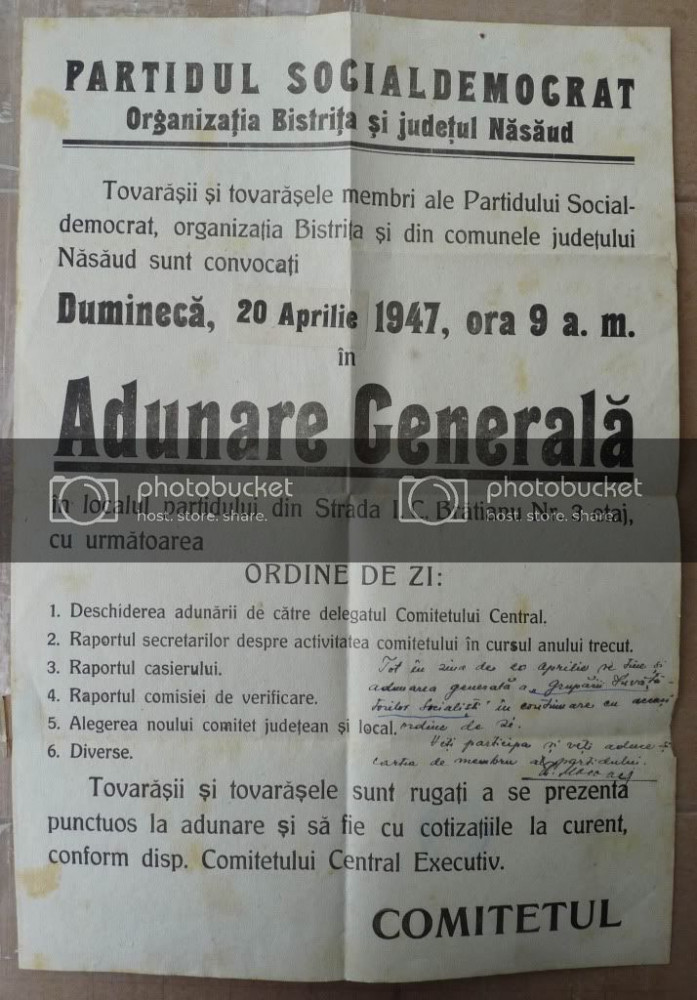 PARTIDUL SOCIALDEMOCRAT
Organizația Bistrița și județul Năsăud
Tovarășii și tovarășele membri ale Partidului Social-
democrat, organizația Bistrița și din comunele județului
Năsăud sunt convocați
Duminecă, 20 Aprilie 1947, ora 9 a. m.
în
Adunare Generală
în localul partidului din Strada I. C. Brătianu Nr. 3 etaj,
photobucket
host. store. share.
photobucket
host. store. share.
cu următoarea
ORDINE DE ZI:
1. Deschiderea adunării de către delegatul Comitetului Central.
2. Raportul secretarilor despre activitatea comitetului în cursul anului trecut.
3. Raportul casierului.
4. Raportul comisiei de verificare.
5. Alegerea noului comitet județean și local.
6. Diverse.
Tot în ziua de 20 aprilie se ține și
adunarea generală a „Grupării Învăță-
torilor Socialiști" în continuare cu aceași
ordine de zi.
Veți participa și veți aduce și
cartea de membru al partidului.
Tovarășii și tovarășele sunt rugați a se prezenta
punctuos la adunare și să fie cu cotizațiile la curent,
conform disp. Comitetului Central Executiv.
COMITETUL